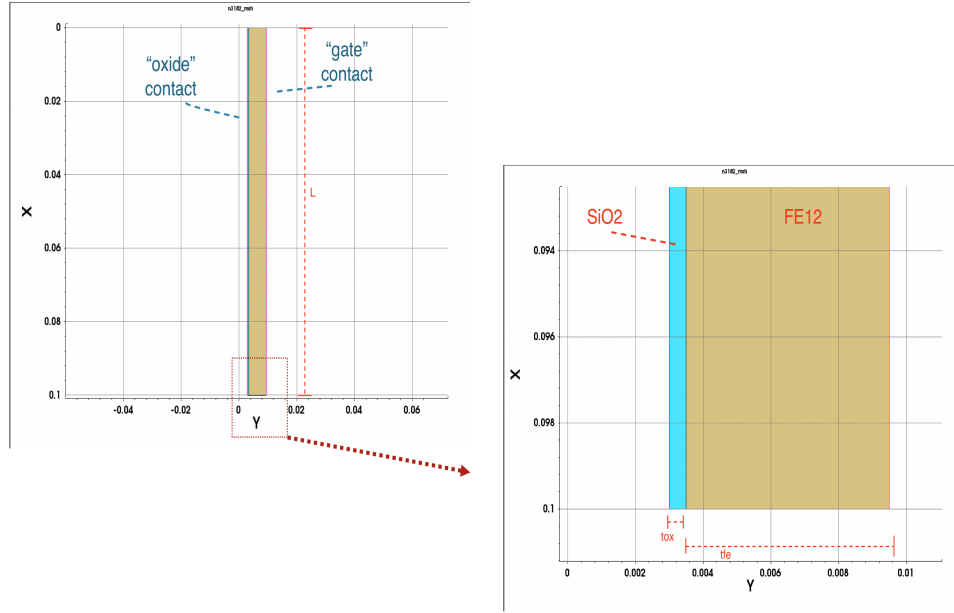 n3182_msh
0
0.02
0.04
0.06
0.08
0.1
X
“oxide”
contact
“gate”
contact
L
-0.04
-0.02
0
0.02
0.04
0.06
Y
n3182_msh
SiO2
FE12
0.094
0.096
0.098
0.1
X
tox
tfe
0
0.002
0.004
0.006
0.008
0.01
Y